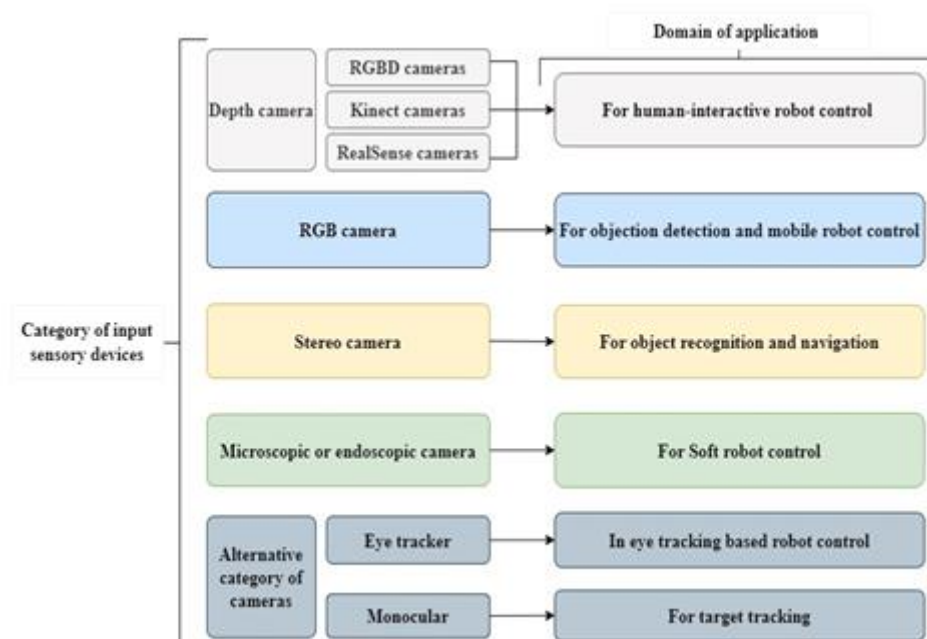 Domain of application
RGBD cameras
Depth camera
Kinect cameras
For human-interactive robot control
RealSense cameras
RGB camera
For objection detection and mobile robot control
Category of input
sensory devices
Stereo camera
For object recognition and navigation
Microscopic or endoscopic camera
For Soft robot control
Alternative
category of
cameras
Eye tracker
In eye tracking based robot control
Monocular
For target tracking